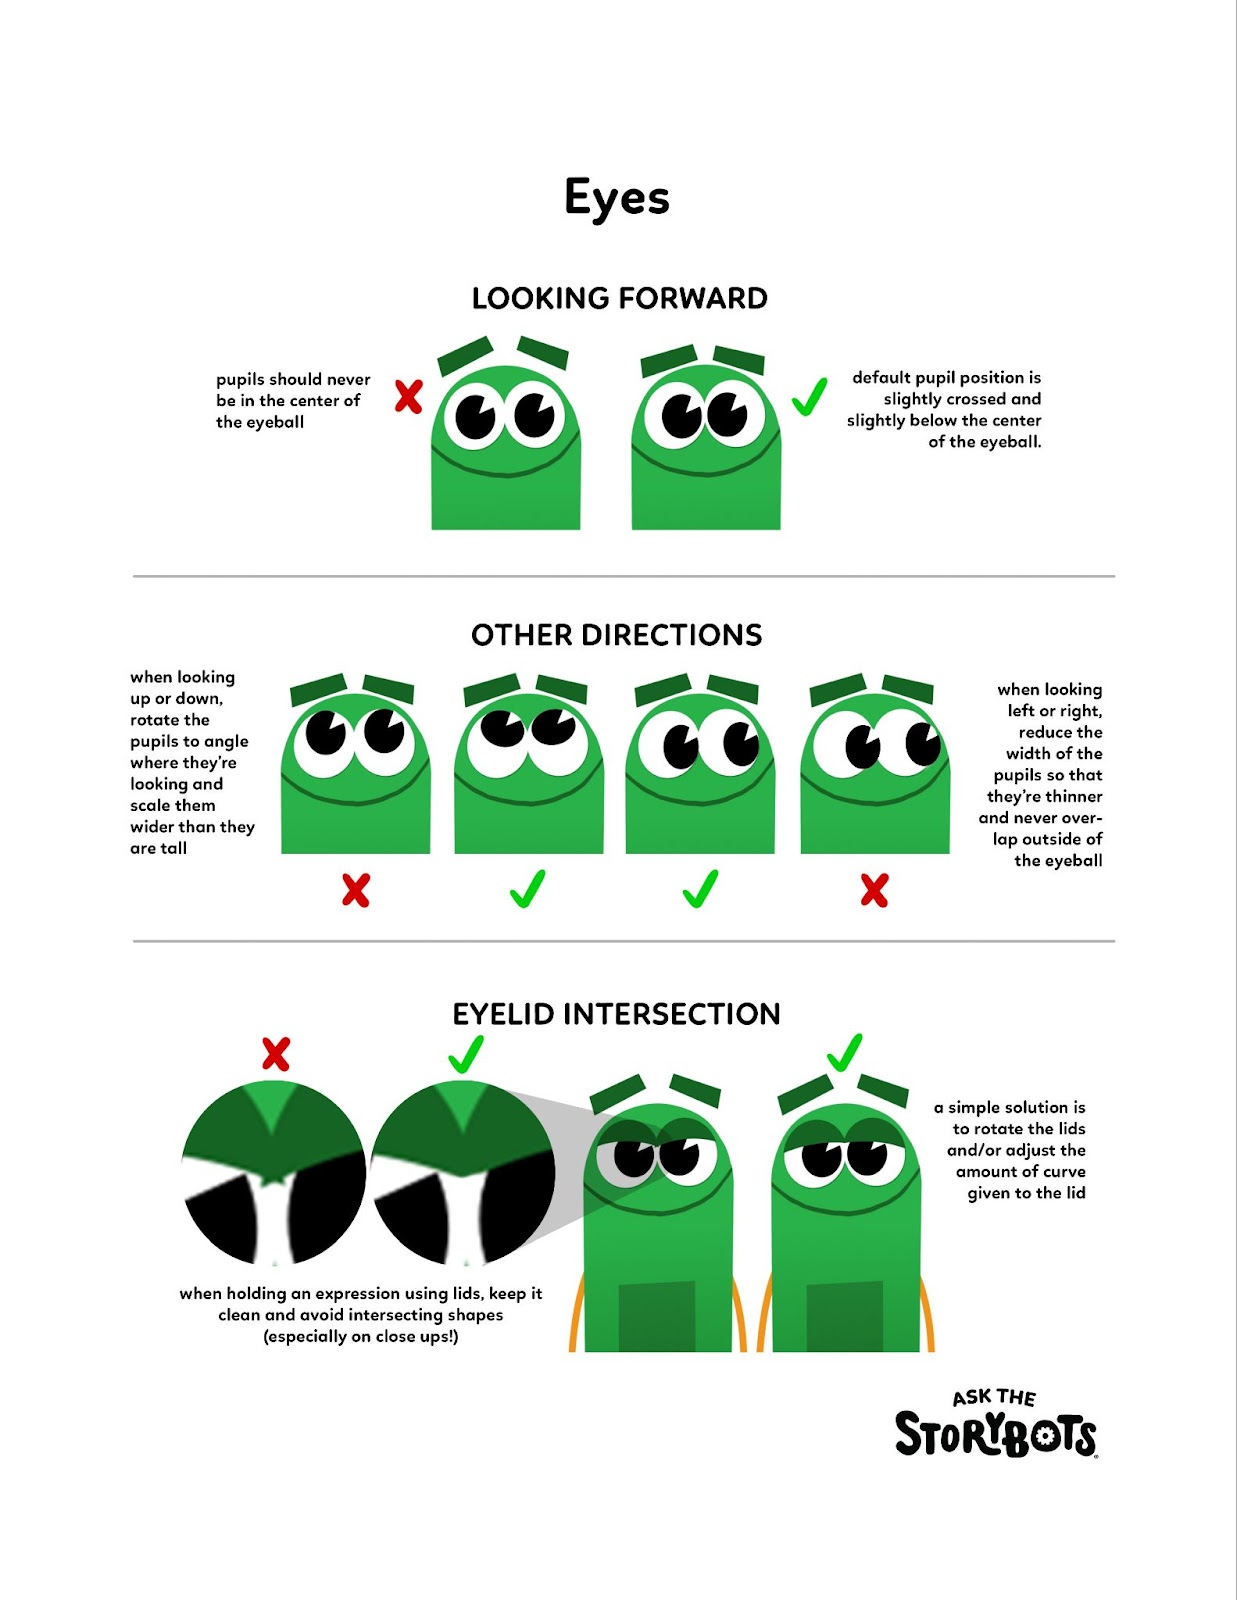 Eyes
LOOKING FORWARD
pupils should never
be in the center of
the eyeball
default pupil position is
slightly crossed and
slightly below the center
of the eyeball.
OTHER DIRECTIONS
when looking
up or down,
rotate the
pupils to angle
where they're
looking and
scale them
wider than they
are tall
when looking
left or right,
reduce the
width of the
pupils so that
they're thinner
and never over-
lap outside of
the eyeball
EYELID INTERSECTION
a simple solution is
to rotate the lids
and/or adjust the
amount of curve
given to the lid
when holding an expression using lids, keep it
clean and avoid intersecting shapes
(especially on close ups!)
ASK THE
STORYBOTS